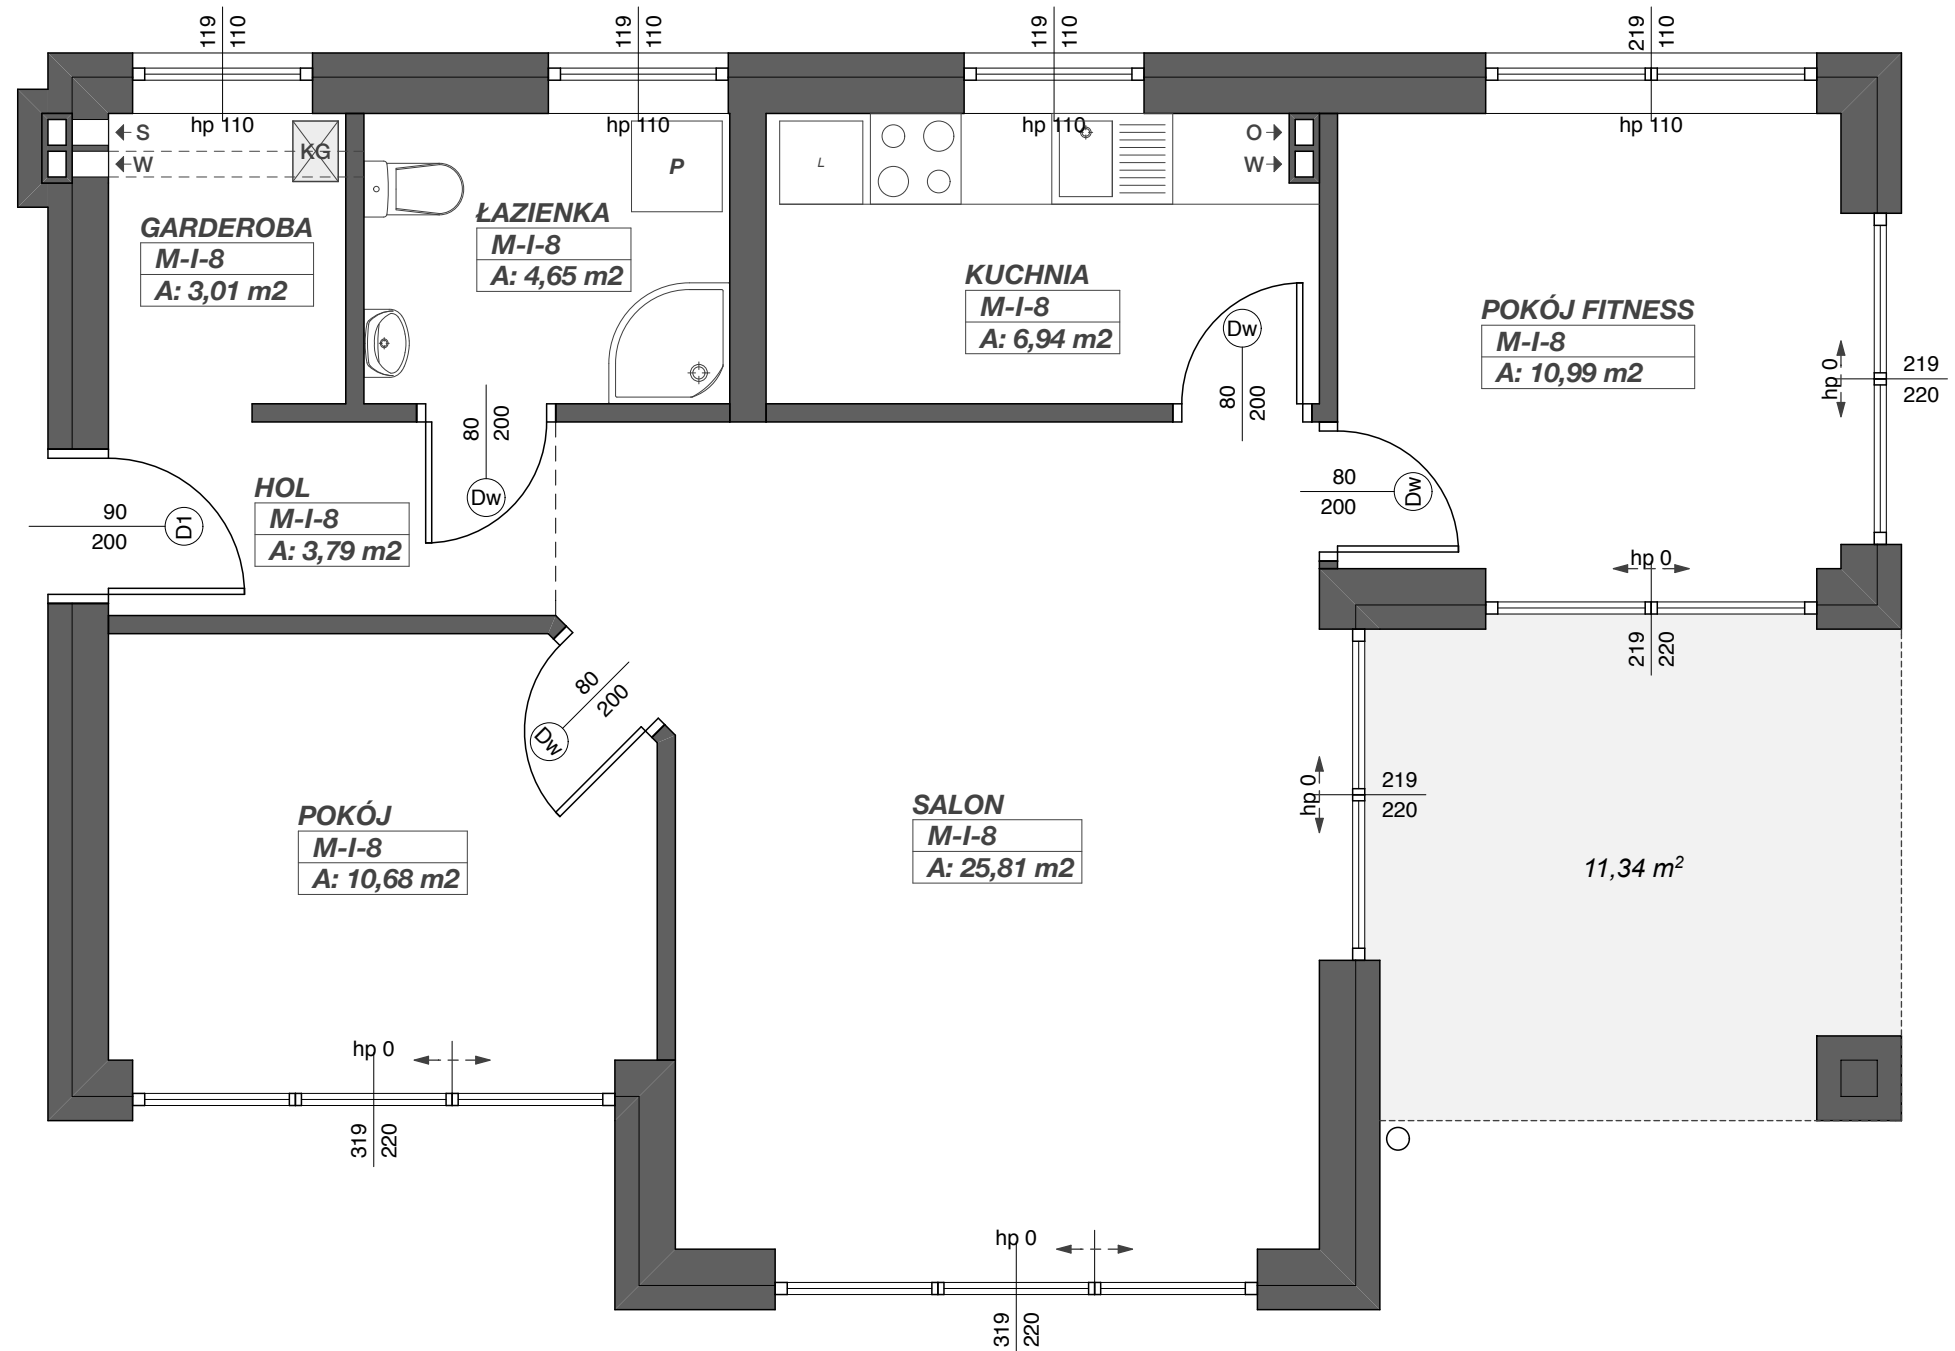 119
110
119
110
119
110
219
110
hp 110
hp 110
hp 110
hp 110
S
W
KG
P
L
O
W
GARDEROBA
M-I-8
A: 3,01 m2
ŁAZIENKA
M-I-8
A: 4,65 m2
KUCHNIA
M-I-8
A: 6,94 m2
POKÓJ FITNESS
M-I-8
A: 10,99 m2
hp 0
219
220
Dw
80
200
80
200
Dw
HOL
M-I-8
A: 3,79 m2
90
200
D1
80
200
Dw
hp 0
219
220
80
200
Dw
POKÓJ
M-I-8
A: 10,68 m2
SALON
M-I-8
A: 25,81 m2
hp 0
219
220
11,34 m²
hp 0
319
220
hp 0
319
220